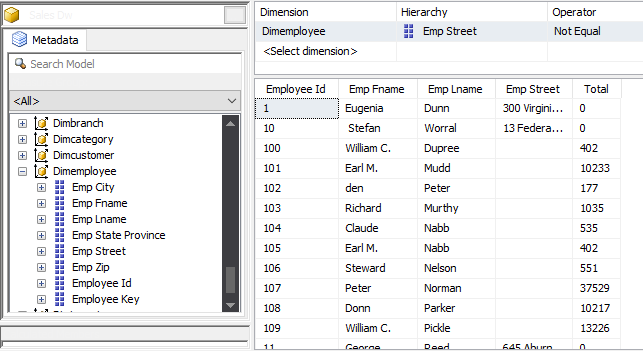 Sales Dw
Metadata
Search Model
<All>
Dimbranch
Dimcategory
Dimcustomer
Dimemployee
Emp City
Emp Fname
Emp Lname
Emp State Province
Emp Street
Emp Zip
Employee Id
Employee Key
Dimension Hierarchy Operator
Dimemployee Emp Street Not Equal
<Select dimension>
Employee Id Emp Fname Emp Lname Emp Street Total
1 Eugenia Dunn 300 Virgini... 0
10 Stefan Worral 13 Federa... 0
100 William C. Dupree 402
101 Earl M. Mudd 10233
102 den Peter 177
103 Richard Murthy 1035
104 Claude Nabb 535
105 Earl M. Nabb 402
106 Steward Nelson 551
107 Peter Norman 37529
108 Donn Parker 10217
109 William C. Pickle 13226
11 George Reed 645 Aburn 0